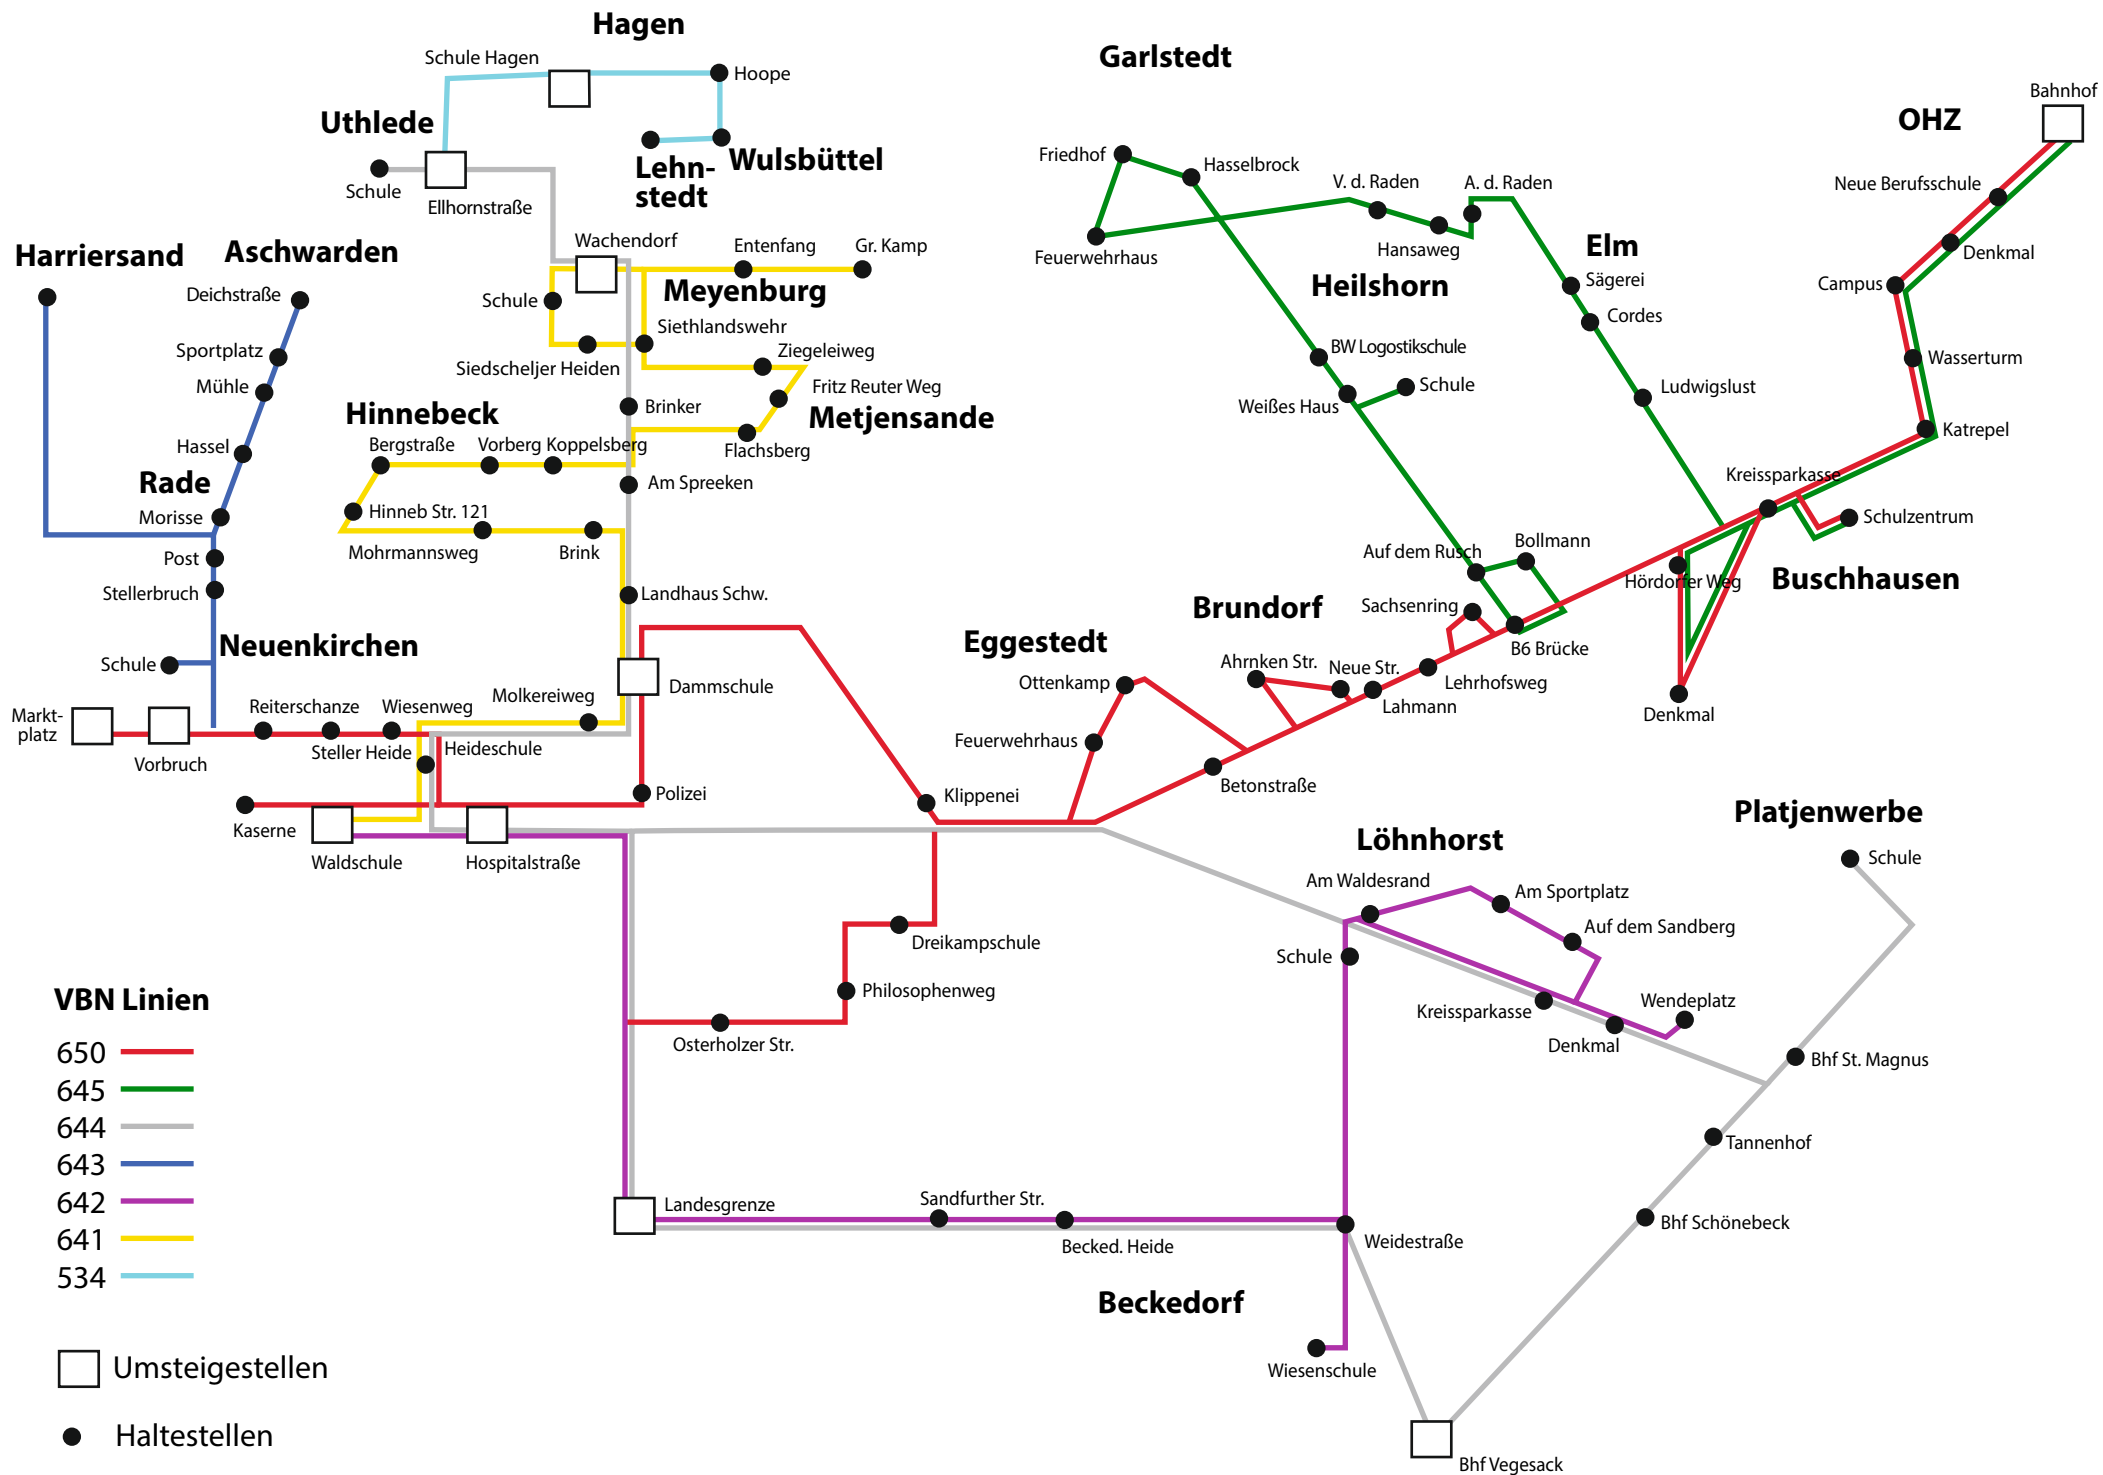 Hagen
Schule Hagen
Hoope
Uthlede
Wulsbüttel
Lehn-
stedt
Schule
Ellhornstraße
Garlstedt
Friedhof
Hasselbrock
Feuerwehrhaus
V. d. Raden
A. d. Raden
Hansaweg
Elm
Sägerei
Cordes
Ludwigslust
Heilshorn
BW Logostikschule
Weißes Haus
Schule
Auf dem Rusch
Bollmann
OHZ
Bahnhof
Neue Berufsschule
Denkmal
Campus
Wasserturm
Katrepel
Kreissparkasse
Schulzentrum
Hördorfer Weg
Buschhausen
Denkmal
Harriersand
Aschwarden
Deichstraße
Sportplatz
Mühle
Hassel
Rade
Morisse
Post
Stellerbruch
Neuenkirchen
Schule
Markt-
platz
Vorbruch
Reiterschanze
Steller Heide
Wiesenweg
Heideschule
Molkereiweg
Kaserne
Waldschule
Hospitalstraße
Wachendorf
Entenfang
Gr. Kamp
Meyenburg
Schule
Siethlandswehr
Siedscheljer Heiden
Ziegeleiweg
Fritz Reuter Weg
Metjensande
Flachsberg
Brinker
Hinnebeck
Bergstraße
Vorberg
Koppelsberg
Am Spreeken
Hinneb Str. 121
Mohrmannsweg
Brink
Landhaus Schw.
Dammschule
Polizei
Klippenei
Eggestedt
Ottenkamp
Feuerwehrhaus
Betonstraße
Brundorf
Ahrnken Str.
Neue Str.
Lahmann
Sachsenring
Lehrhofsweg
B6 Brücke
Dreikampschule
Philosophenweg
Osterholzer Str.
Löhnhorst
Am Waldesrand
Am Sportplatz
Auf dem Sandberg
Schule
Kreissparkasse
Denkmal
Wendeplatz
Platjenwerbe
Schule
Bhf St. Magnus
Tannenhof
Bhf Schönebeck
Landesgrenze
Sandfurther Str.
Becked. Heide
Weidestraße
Beckedorf
Wiesenschule
Bhf Vegesack
VBN Linien
650
645
644
643
642
641
534
Umsteigestellen
Haltestellen